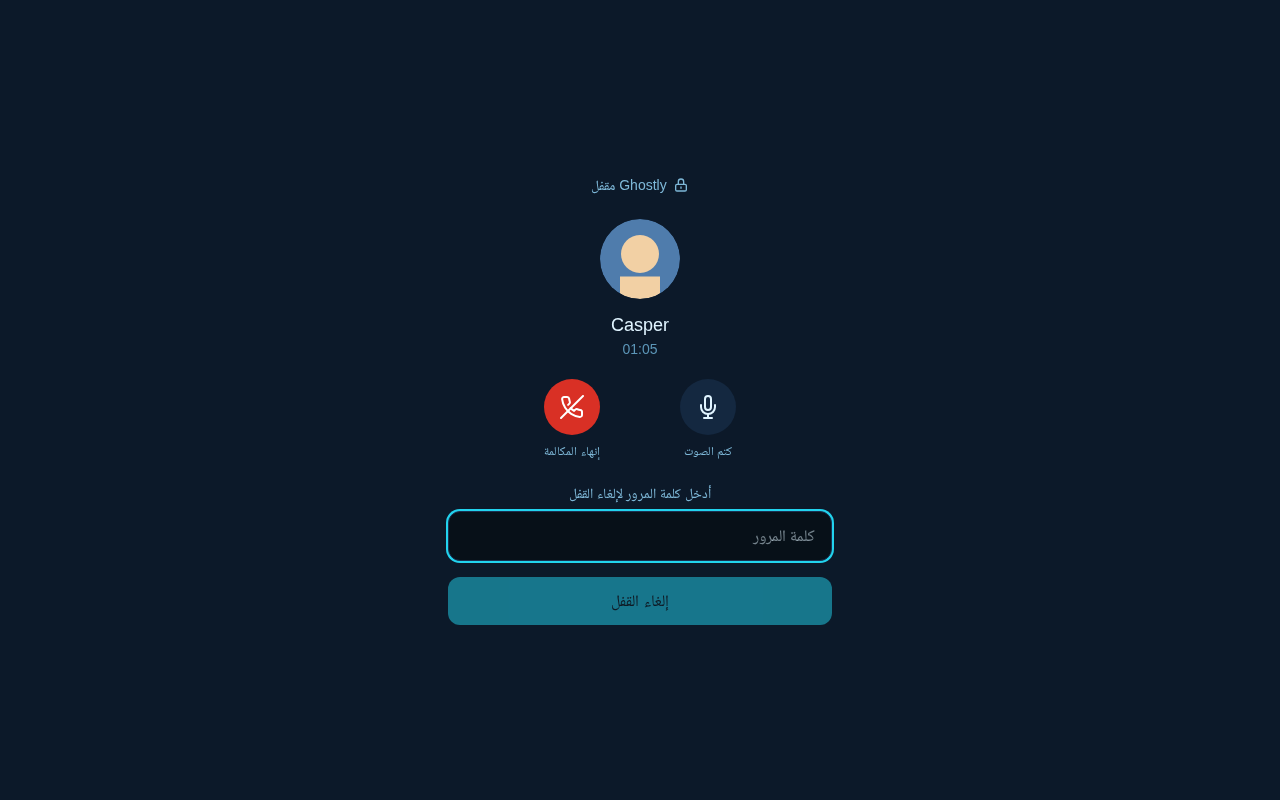 Ghostly مقفل
Casper
01:05
كتم الصوت
إنهاء المكالمة
أدخل كلمة المرور لإلغاء القفل
كلمة المرور
إلغاء القفل